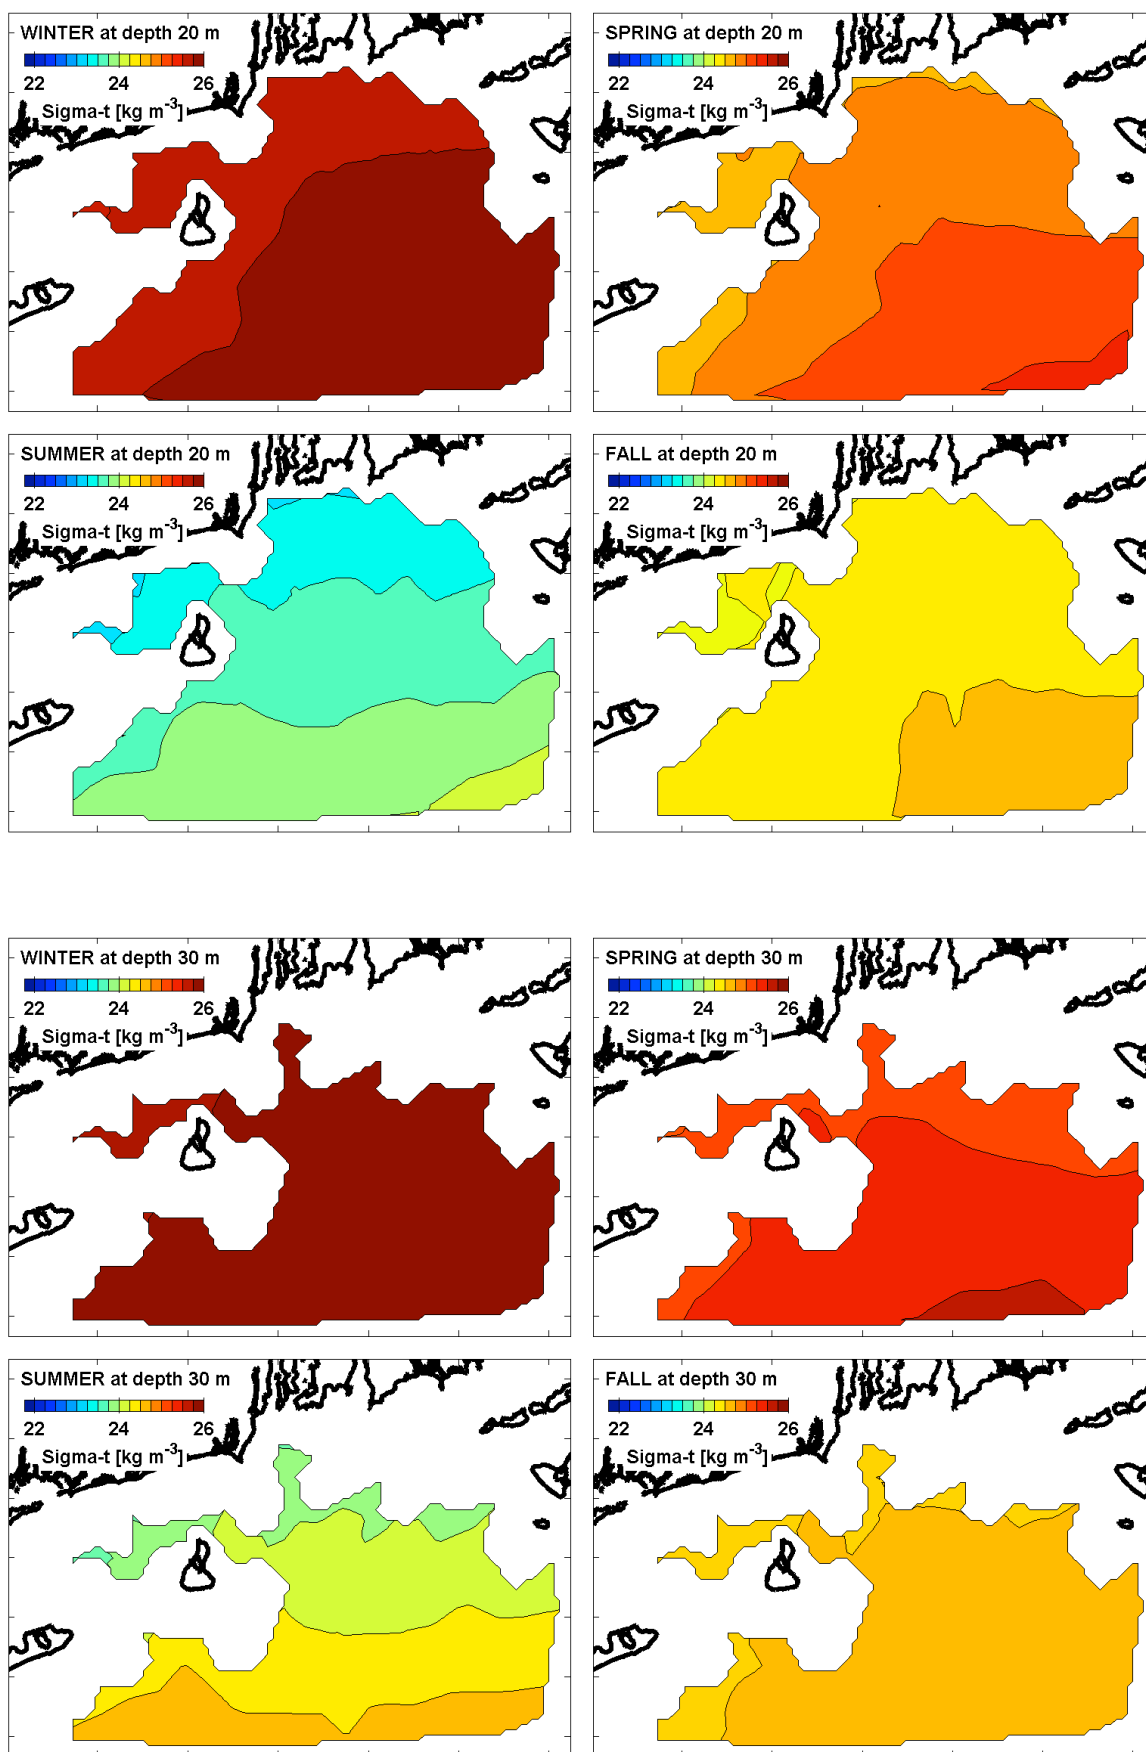 WINTER at depth 20 m
22 24 26
Sigma-t [kg m-3]
SPRING at depth 20 m
22 24 26
Sigma-t [kg m-3]
SUMMER at depth 20 m
22 24 26
Sigma-t [kg m-3]
FALL at depth 20 m
22 24 26
Sigma-t [kg m-3]
WINTER at depth 30 m
22 24 26
Sigma-t [kg m-3]
SPRING at depth 30 m
22 24 26
Sigma-t [kg m-3]
SUMMER at depth 30 m
22 24 26
Sigma-t [kg m-3]
FALL at depth 30 m
22 24 26
Sigma-t [kg m-3]